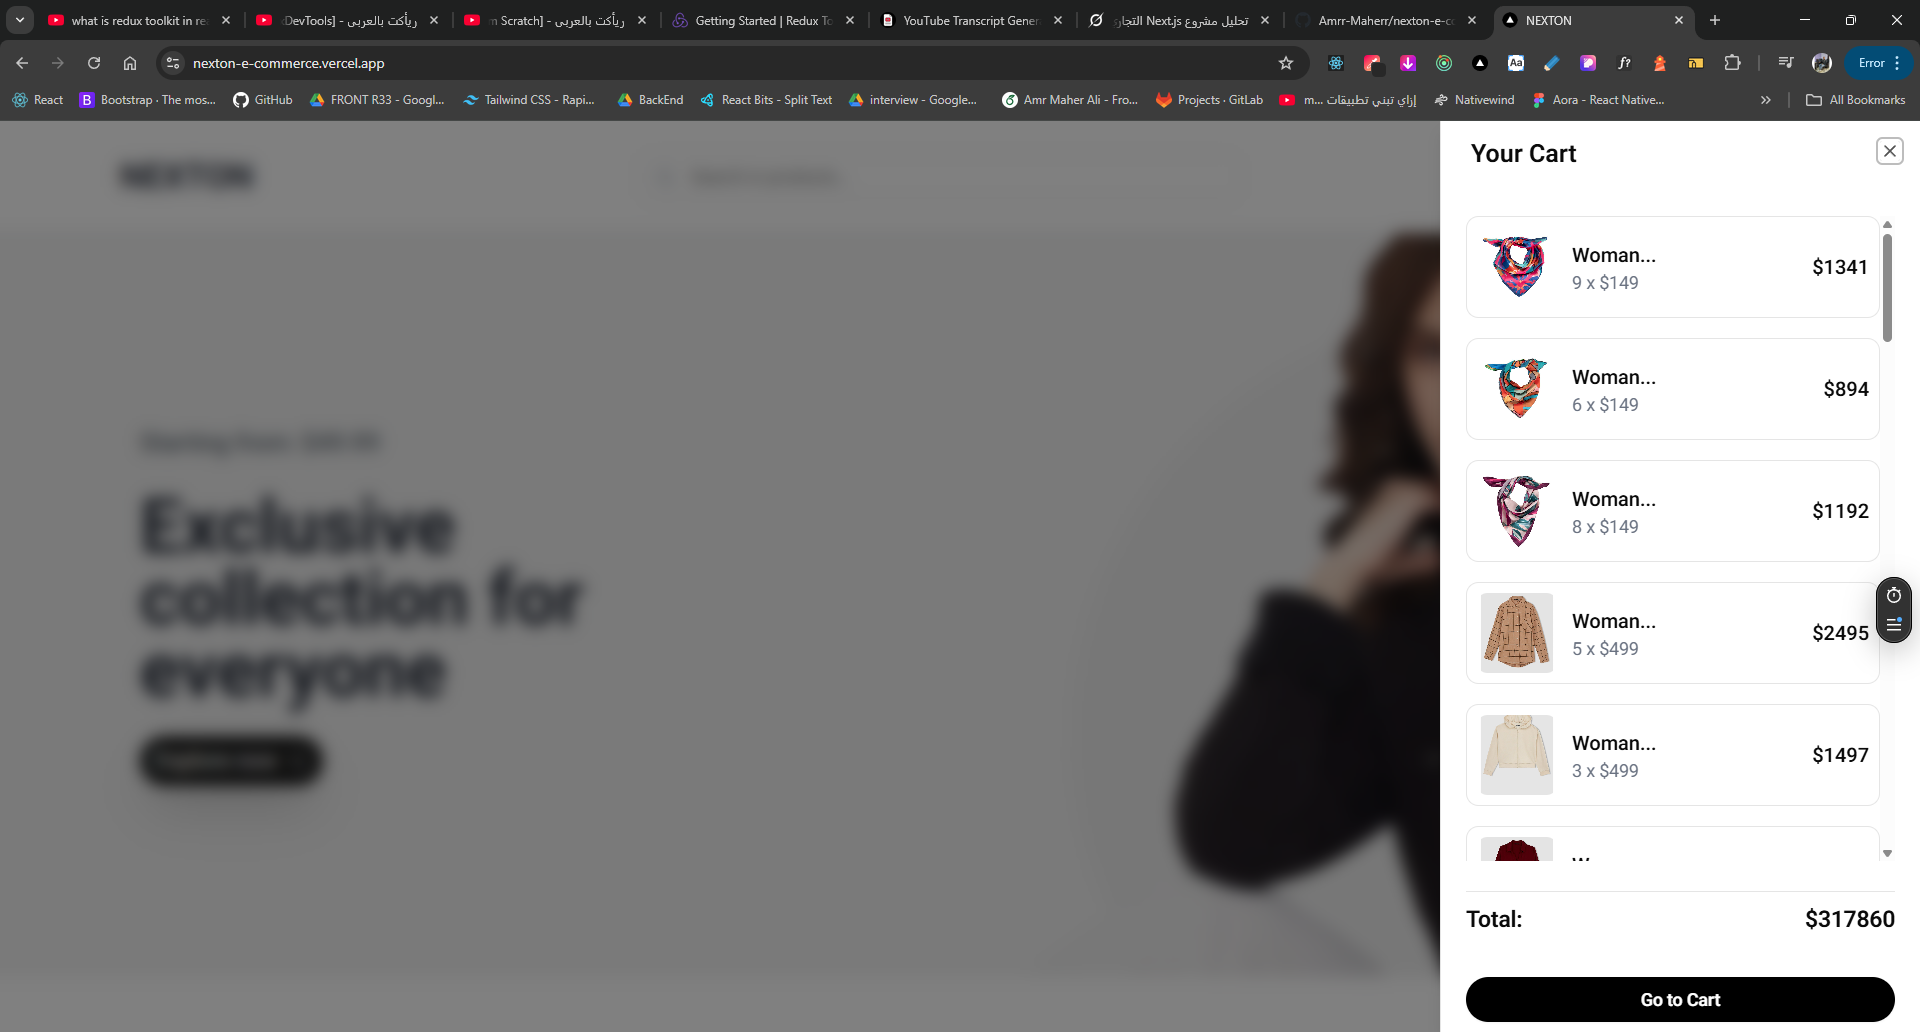 what is redux toolkit in re
DevTools] - رياكت بالعربي
m Scratch] - رياكت بالعربي
Getting Started | Redux To
YouTube Transcript Gener
تحليل مشروع Next.js التجاري
Amrr-Maherr/nexton-e-co
NEXTON
nexton-e-commerce.vercel.app
Error
React
Bootstrap · The mos...
GitHub
FRONT R33 - Googl...
Tailwind CSS - Rapi...
BackEnd
React Bits - Split Text
interview - Google...
Amr Maher Ali - Fro...
Projects · GitLab
إزاي تبني تطبيقات ...m
Nativewind
Aora - React Native...
All Bookmarks
NEXTON
Exclusive
collection for
everyone
Your Cart
Woman...
9 x $149
$1341
Woman...
6 x $149
$894
Woman...
8 x $149
$1192
Woman...
5 x $499
$2495
Woman...
3 x $499
$1497
Total:
$317860
Go to Cart